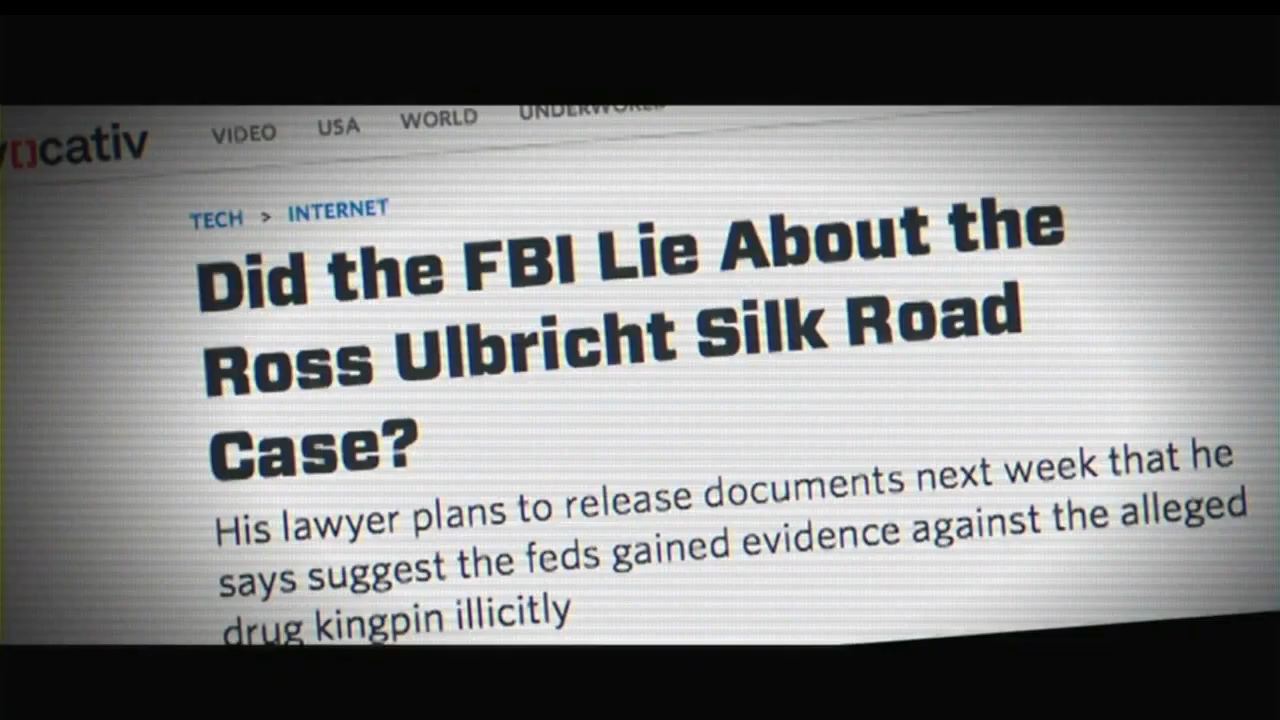 v[]cativ
VIDEO USA WORLD UNDERWORLD
TECH > INTERNET
Did the FBI Lie About the
Ross Ulbricht Silk Road
Case?
His lawyer plans to release documents next week that he
says suggest the feds gained evidence against the alleged
drug kingpin illicitly